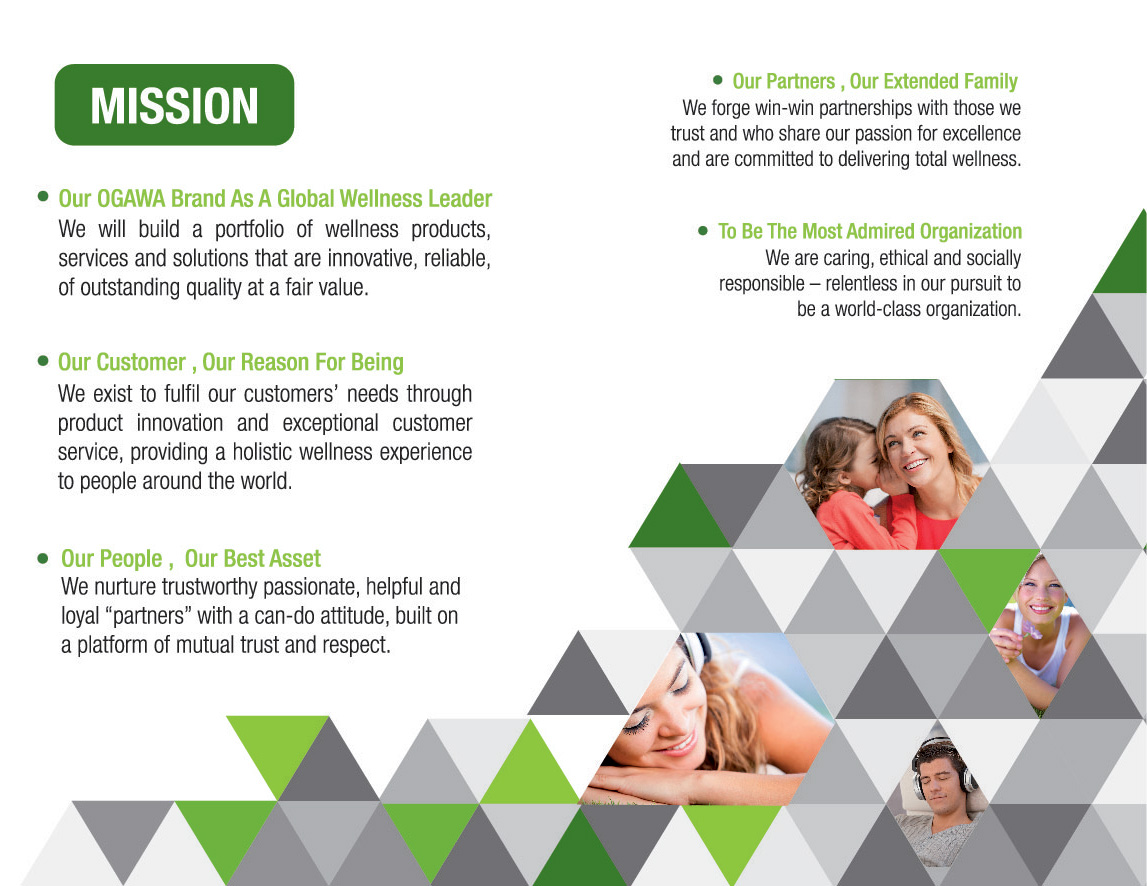 MISSION
• Our OGAWA Brand As A Global Wellness Leader
We will build a portfolio of wellness products,
services and solutions that are innovative, reliable,
of outstanding quality at a fair value.
• Our Customer , Our Reason For Being
We exist to fulfil our customers’ needs through
product innovation and exceptional customer
service, providing a holistic wellness experience
to people around the world.
• Our People , Our Best Asset
We nurture trustworthy passionate, helpful and
loyal “partners” with a can-do attitude, built on
a platform of mutual trust and respect.
• Our Partners , Our Extended Family
We forge win-win partnerships with those we
trust and who share our passion for excellence
and are committed to delivering total wellness.
• To Be The Most Admired Organization
We are caring, ethical and socially
responsible – relentless in our pursuit to
be a world-class organization.